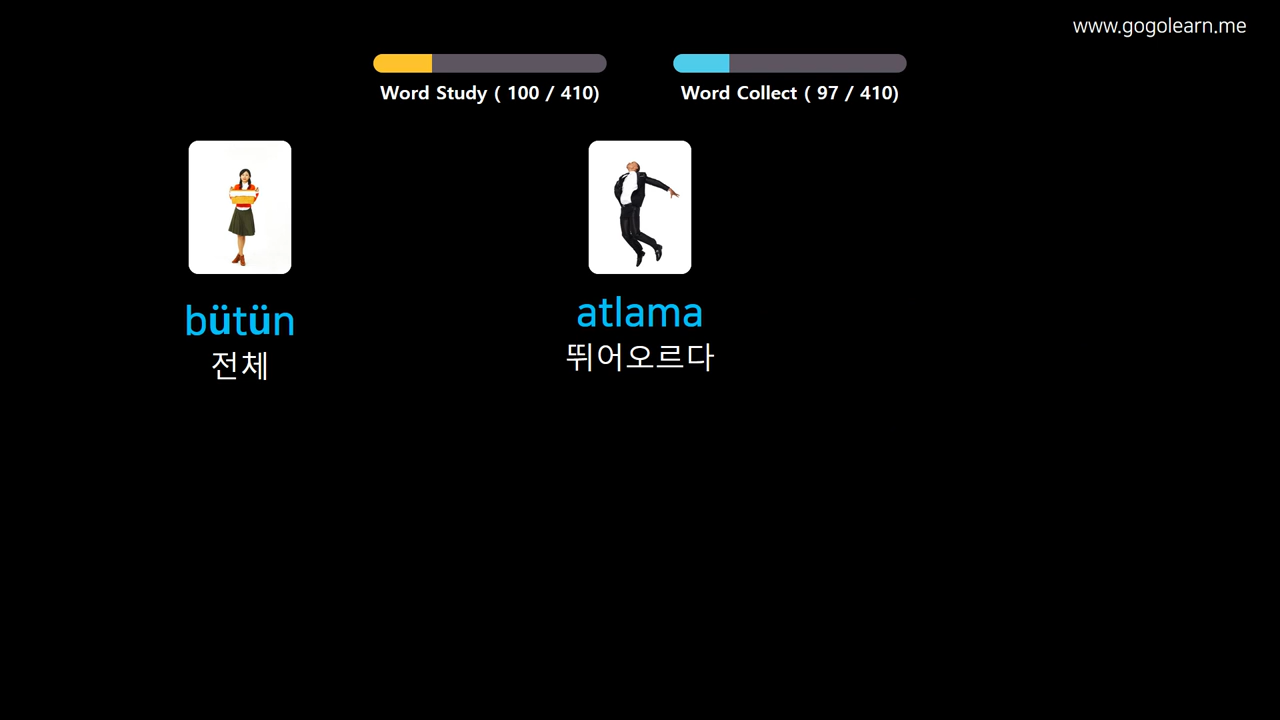 www.gogolearn.me
Word Study ( 100 / 410)
Word Collect ( 97 / 410)
bütün
전체
atlama
뛰어오르다